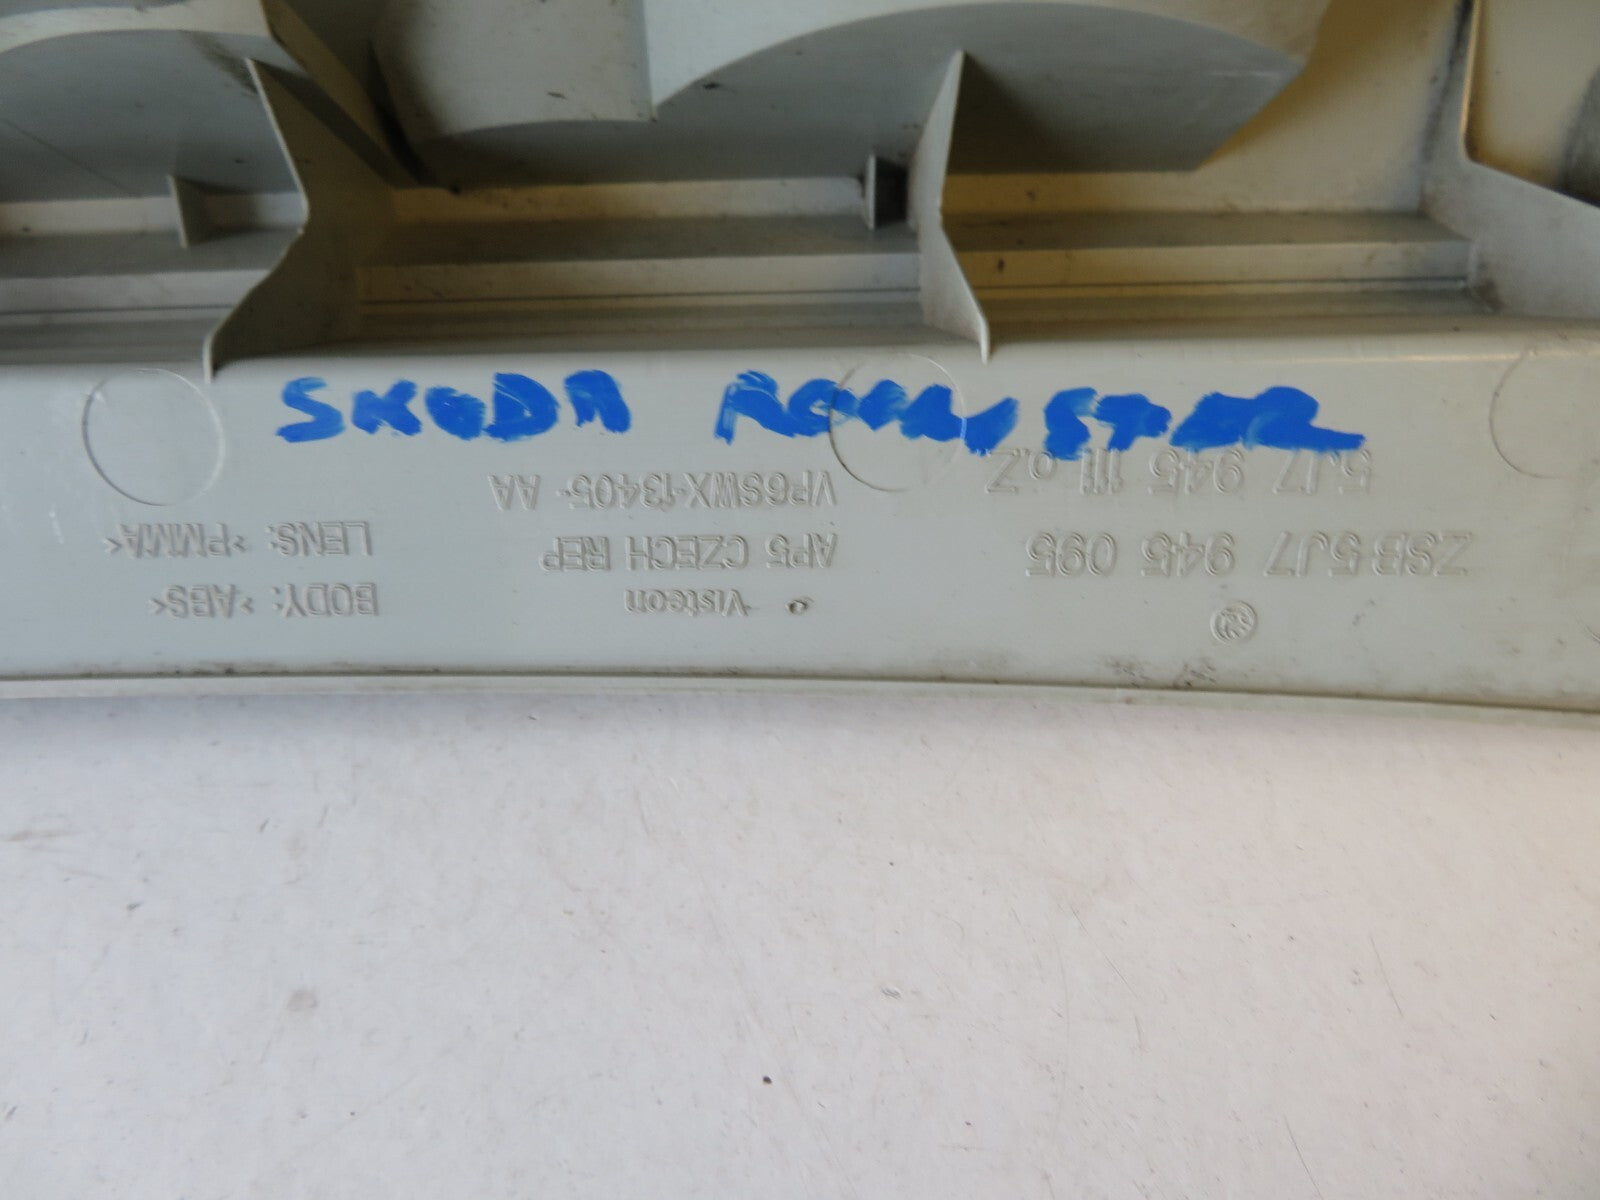 SKODA ROOMSTER
ZSB 5J7 945 095
5J7 945 111 o.Z
Visteon
AP5 CZECH REP
VP6SWX-13405-AA
BODY: >ABS<
LENS: >PMMA<